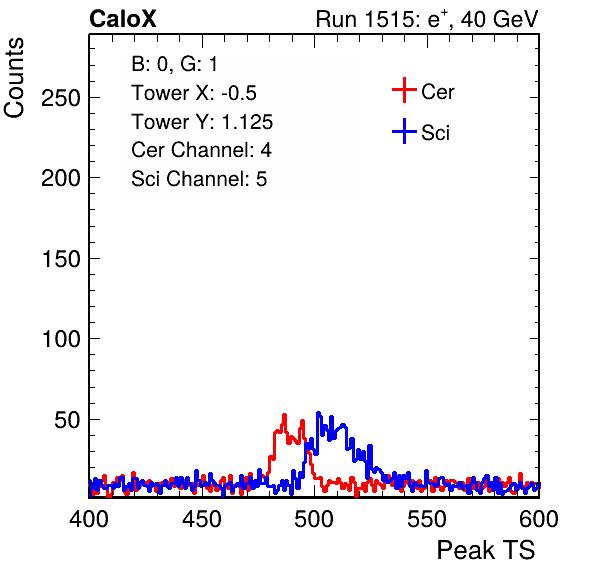 CaloX Run 1515: e⁺, 40 GeV
Counts
B: 0, G: 1
Tower X: -0.5
Tower Y: 1.125
Cer Channel: 4
Sci Channel: 5
Cer
Sci
250
200
150
100
50
400 450 500 550 600
Peak TS